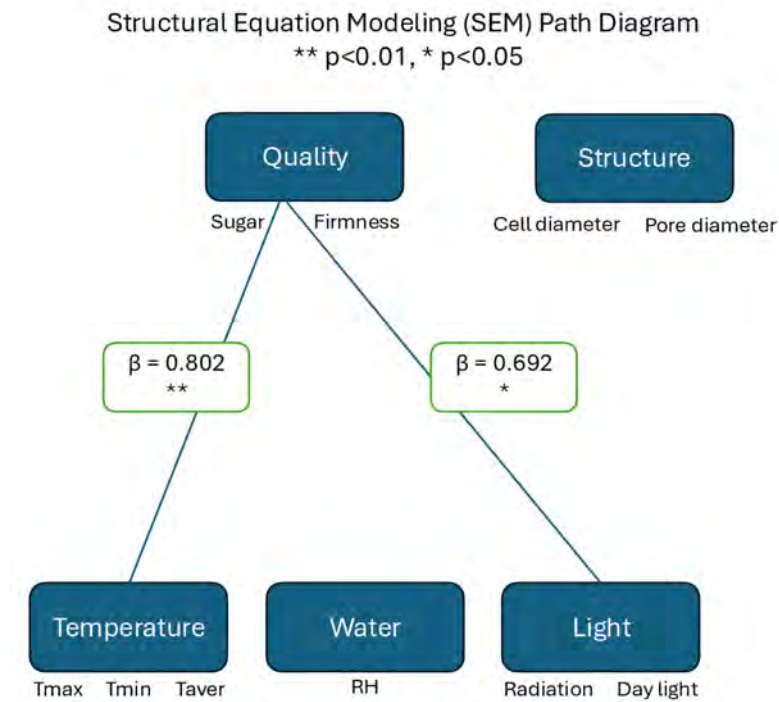 Structural Equation Modeling (SEM) Path Diagram
** p<0.01, * p<0.05
Quality
Structure
Sugar Firmness
Cell diameter Pore diameter
β = 0.802
**
β = 0.692
*
Temperature
Water
Light
Tmax Tmin Taver
RH
Radiation Day light